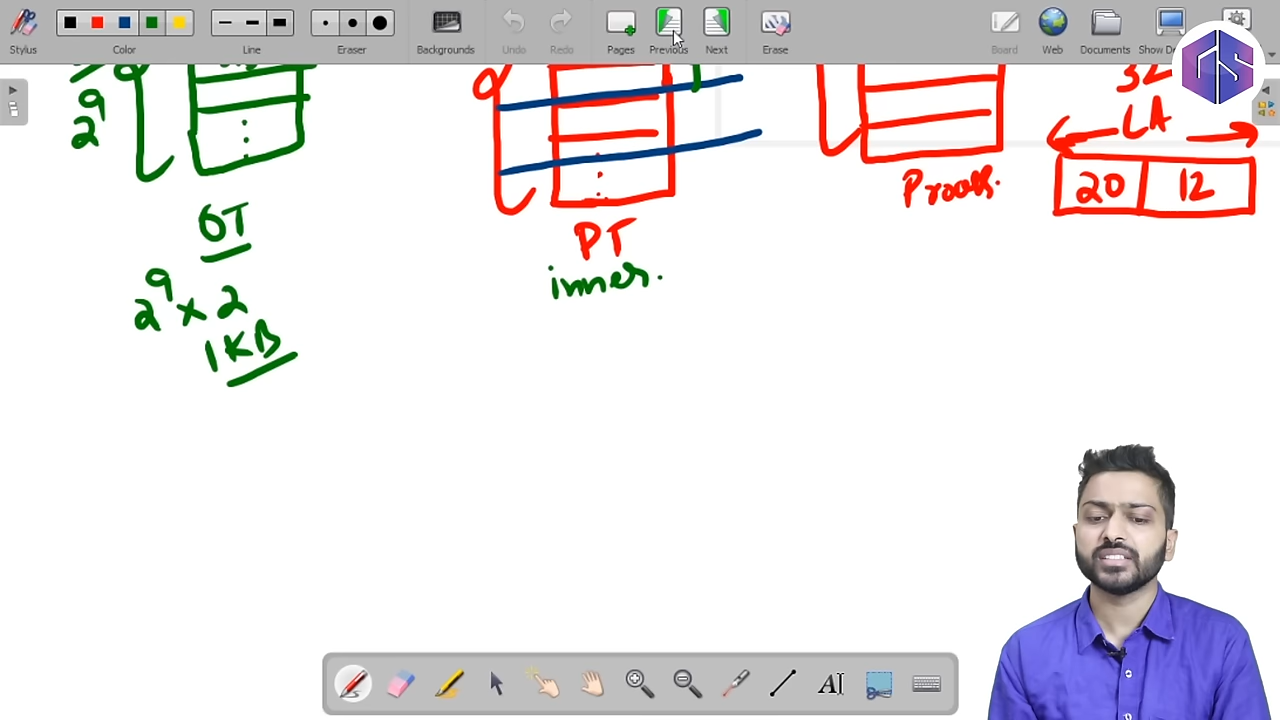 Stylus
Color
Line
Eraser
Backgrounds
Undo
Redo
Pages
Previous
Next
Erase
Board
Web
Documents
2^9
OT
2^9 x 2
1KB
PT
inner.
LA
20 12
AI